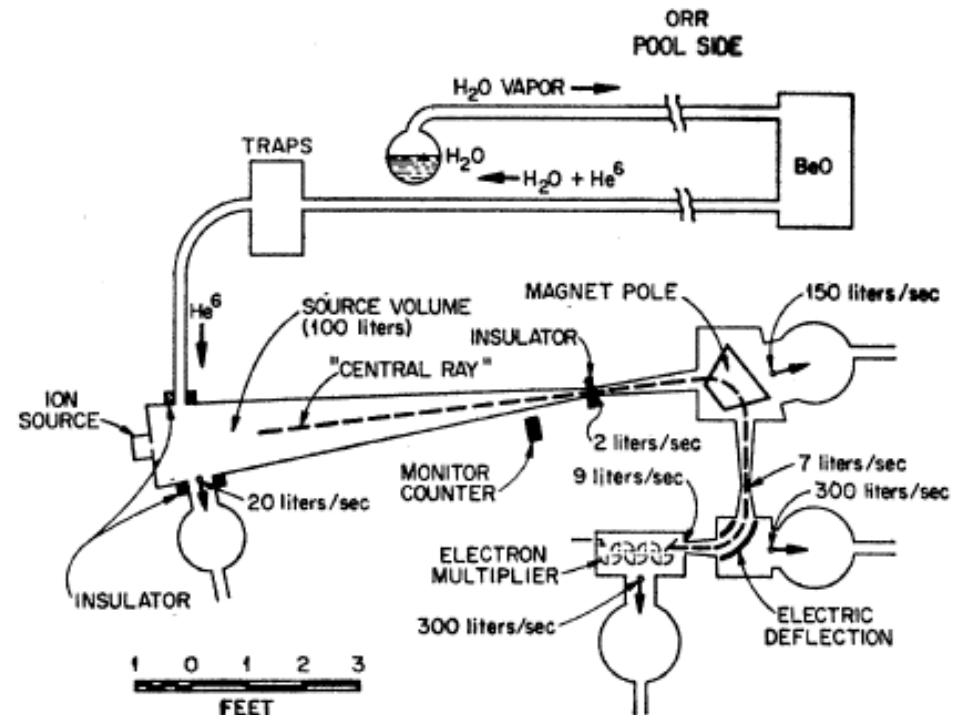 ORR
POOL SIDE
H₂O VAPOR
TRAPS
H₂O
H₂O + He⁶
BeO
He⁶
SOURCE VOLUME
(100 liters)
MAGNET POLE
150 liters/sec
INSULATOR
"CENTRAL RAY"
ION
SOURCE
2 liters/sec
MONITOR
COUNTER
7 liters/sec
9 liters/sec
20 liters/sec
300 liters/sec
ELECTRON
MULTIPLIER
INSULATOR
300 liters/sec
ELECTRIC
DEFLECTION
1 0 1 2 3
FEET